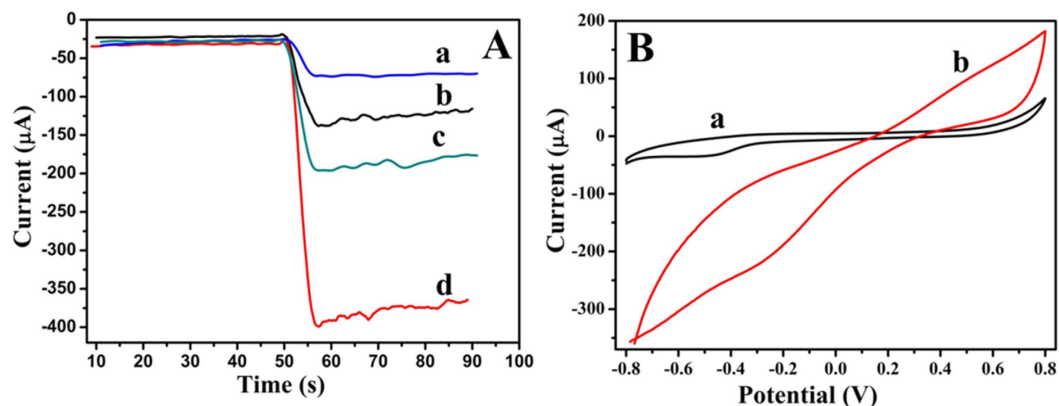 A
0
-50
-100
-150
-200
-250
-300
-350
-400
Current (μA)
a
b
c
d
10 20 30 40 50 60 70 80 90 100
Time (s)
B
200
100
0
-100
-200
-300
Current (μA)
a
b
-0.8 -0.6 -0.4 -0.2 0.0 0.2 0.4 0.6 0.8
Potential (V)